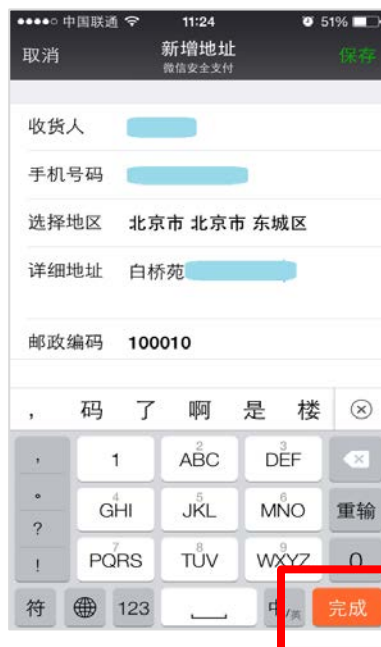 中国联通 11:24 51%
取消 新增地址 保存
微信安全支付
收货人
手机号码
选择地区 北京市 北京市 东城区
详细地址 白桥苑
邮政编码 100010
， 码 了 啊 是 楼
， 1 2 ABC 3 DEF
。 4 GHI 5 JKL 6 MNO 重输
?
! 7 PQRS 8 TUV 9 WXYZ 0
符 123 中/英 完成